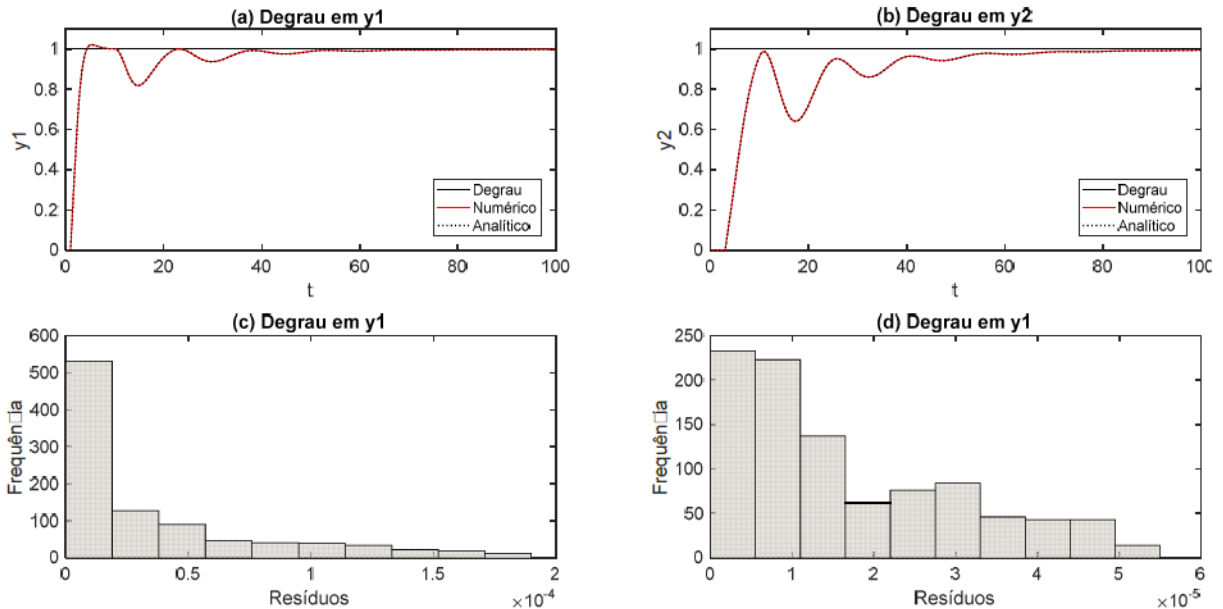 (a) Degrau em y1
1
0.8
0.6
0.4
0.2
0
y1
Degrau
Numérico
Analítico
0 20 40 60 80 100
t
(b) Degrau em y2
1
0.8
0.6
0.4
0.2
0
y2
Degrau
Numérico
Analítico
0 20 40 60 80 100
t
(c) Degrau em y1
600
500
400
300
200
100
0
Frequên□ia
0 0.5 1 1.5 2
Resíduos
×10⁻⁴
(d) Degrau em y1
250
200
150
100
50
0
Frequên□ia
0 1 2 3 4 5 6
Resíduos
×10⁻⁵